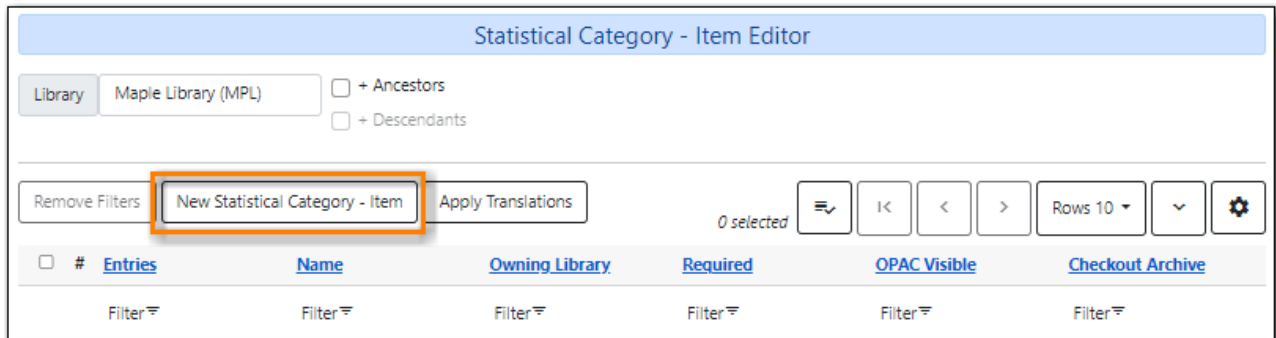 Statistical Category - Item Editor
Library Maple Library (MPL) + Ancestors
+ Descendants
Remove Filters New Statistical Category - Item Apply Translations 0 selected Rows 10
# Entries Name Owning Library Required OPAC Visible Checkout Archive
Filter Filter Filter Filter Filter Filter